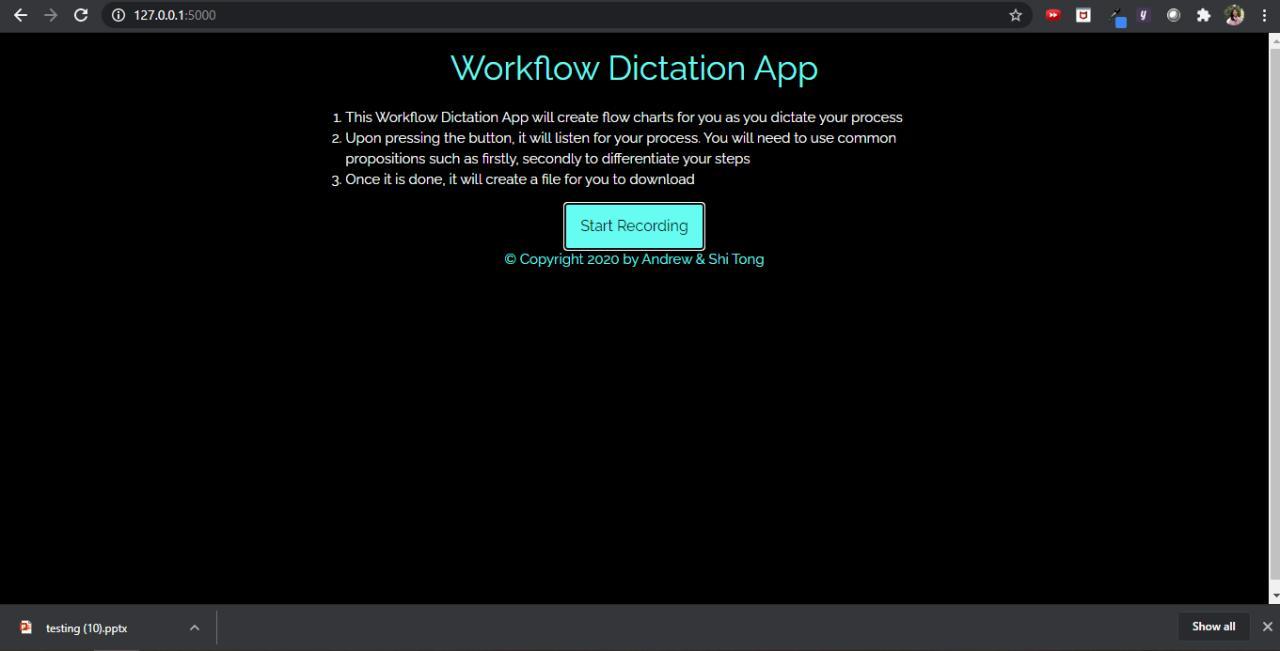 127.0.0.1:5000
Workflow Dictation App
1. This Workflow Dictation App will create flow charts for you as you dictate your process
2. Upon pressing the button, it will listen for your process. You will need to use common
propositions such as firstly, secondly to differentiate your steps
3. Once it is done, it will create a file for you to download
Start Recording
© Copyright 2020 by Andrew & Shi Tong
testing (10).pptx
Show all